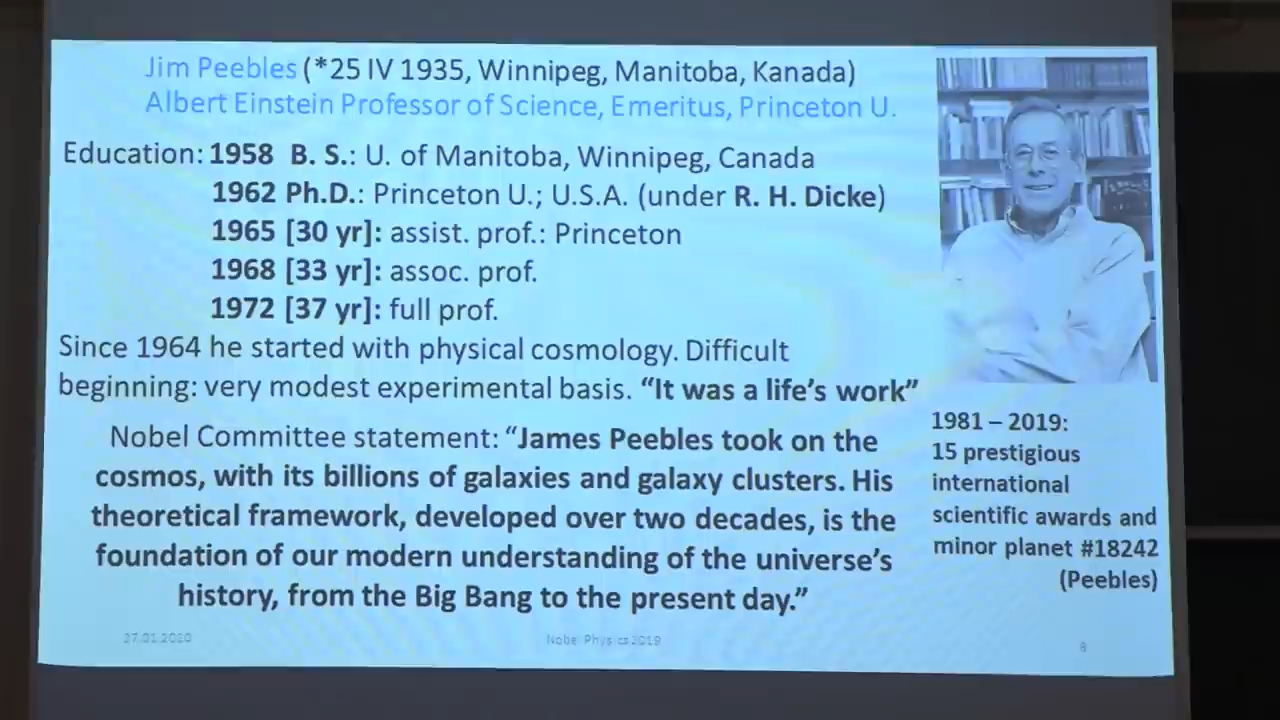 Jim Peebles (*25 IV 1935, Winnipeg, Manitoba, Kanada)
Albert Einstein Professor of Science, Emeritus, Princeton U.
Education: 1958 B. S.: U. of Manitoba, Winnipeg, Canada
1962 Ph.D.: Princeton U.; U.S.A. (under R. H. Dicke)
1965 [30 yr]: assist. prof.: Princeton
1968 [33 yr]: assoc. prof.
1972 [37 yr]: full prof.
Since 1964 he started with physical cosmology. Difficult
beginning: very modest experimental basis. “It was a life’s work”
Nobel Committee statement: “James Peebles took on the
cosmos, with its billions of galaxies and galaxy clusters. His
theoretical framework, developed over two decades, is the
foundation of our modern understanding of the universe’s
history, from the Big Bang to the present day.”
1981 – 2019:
15 prestigious
international
scientific awards and
minor planet #18242
(Peebles)
27.01.2020
Nobel Physics 2019